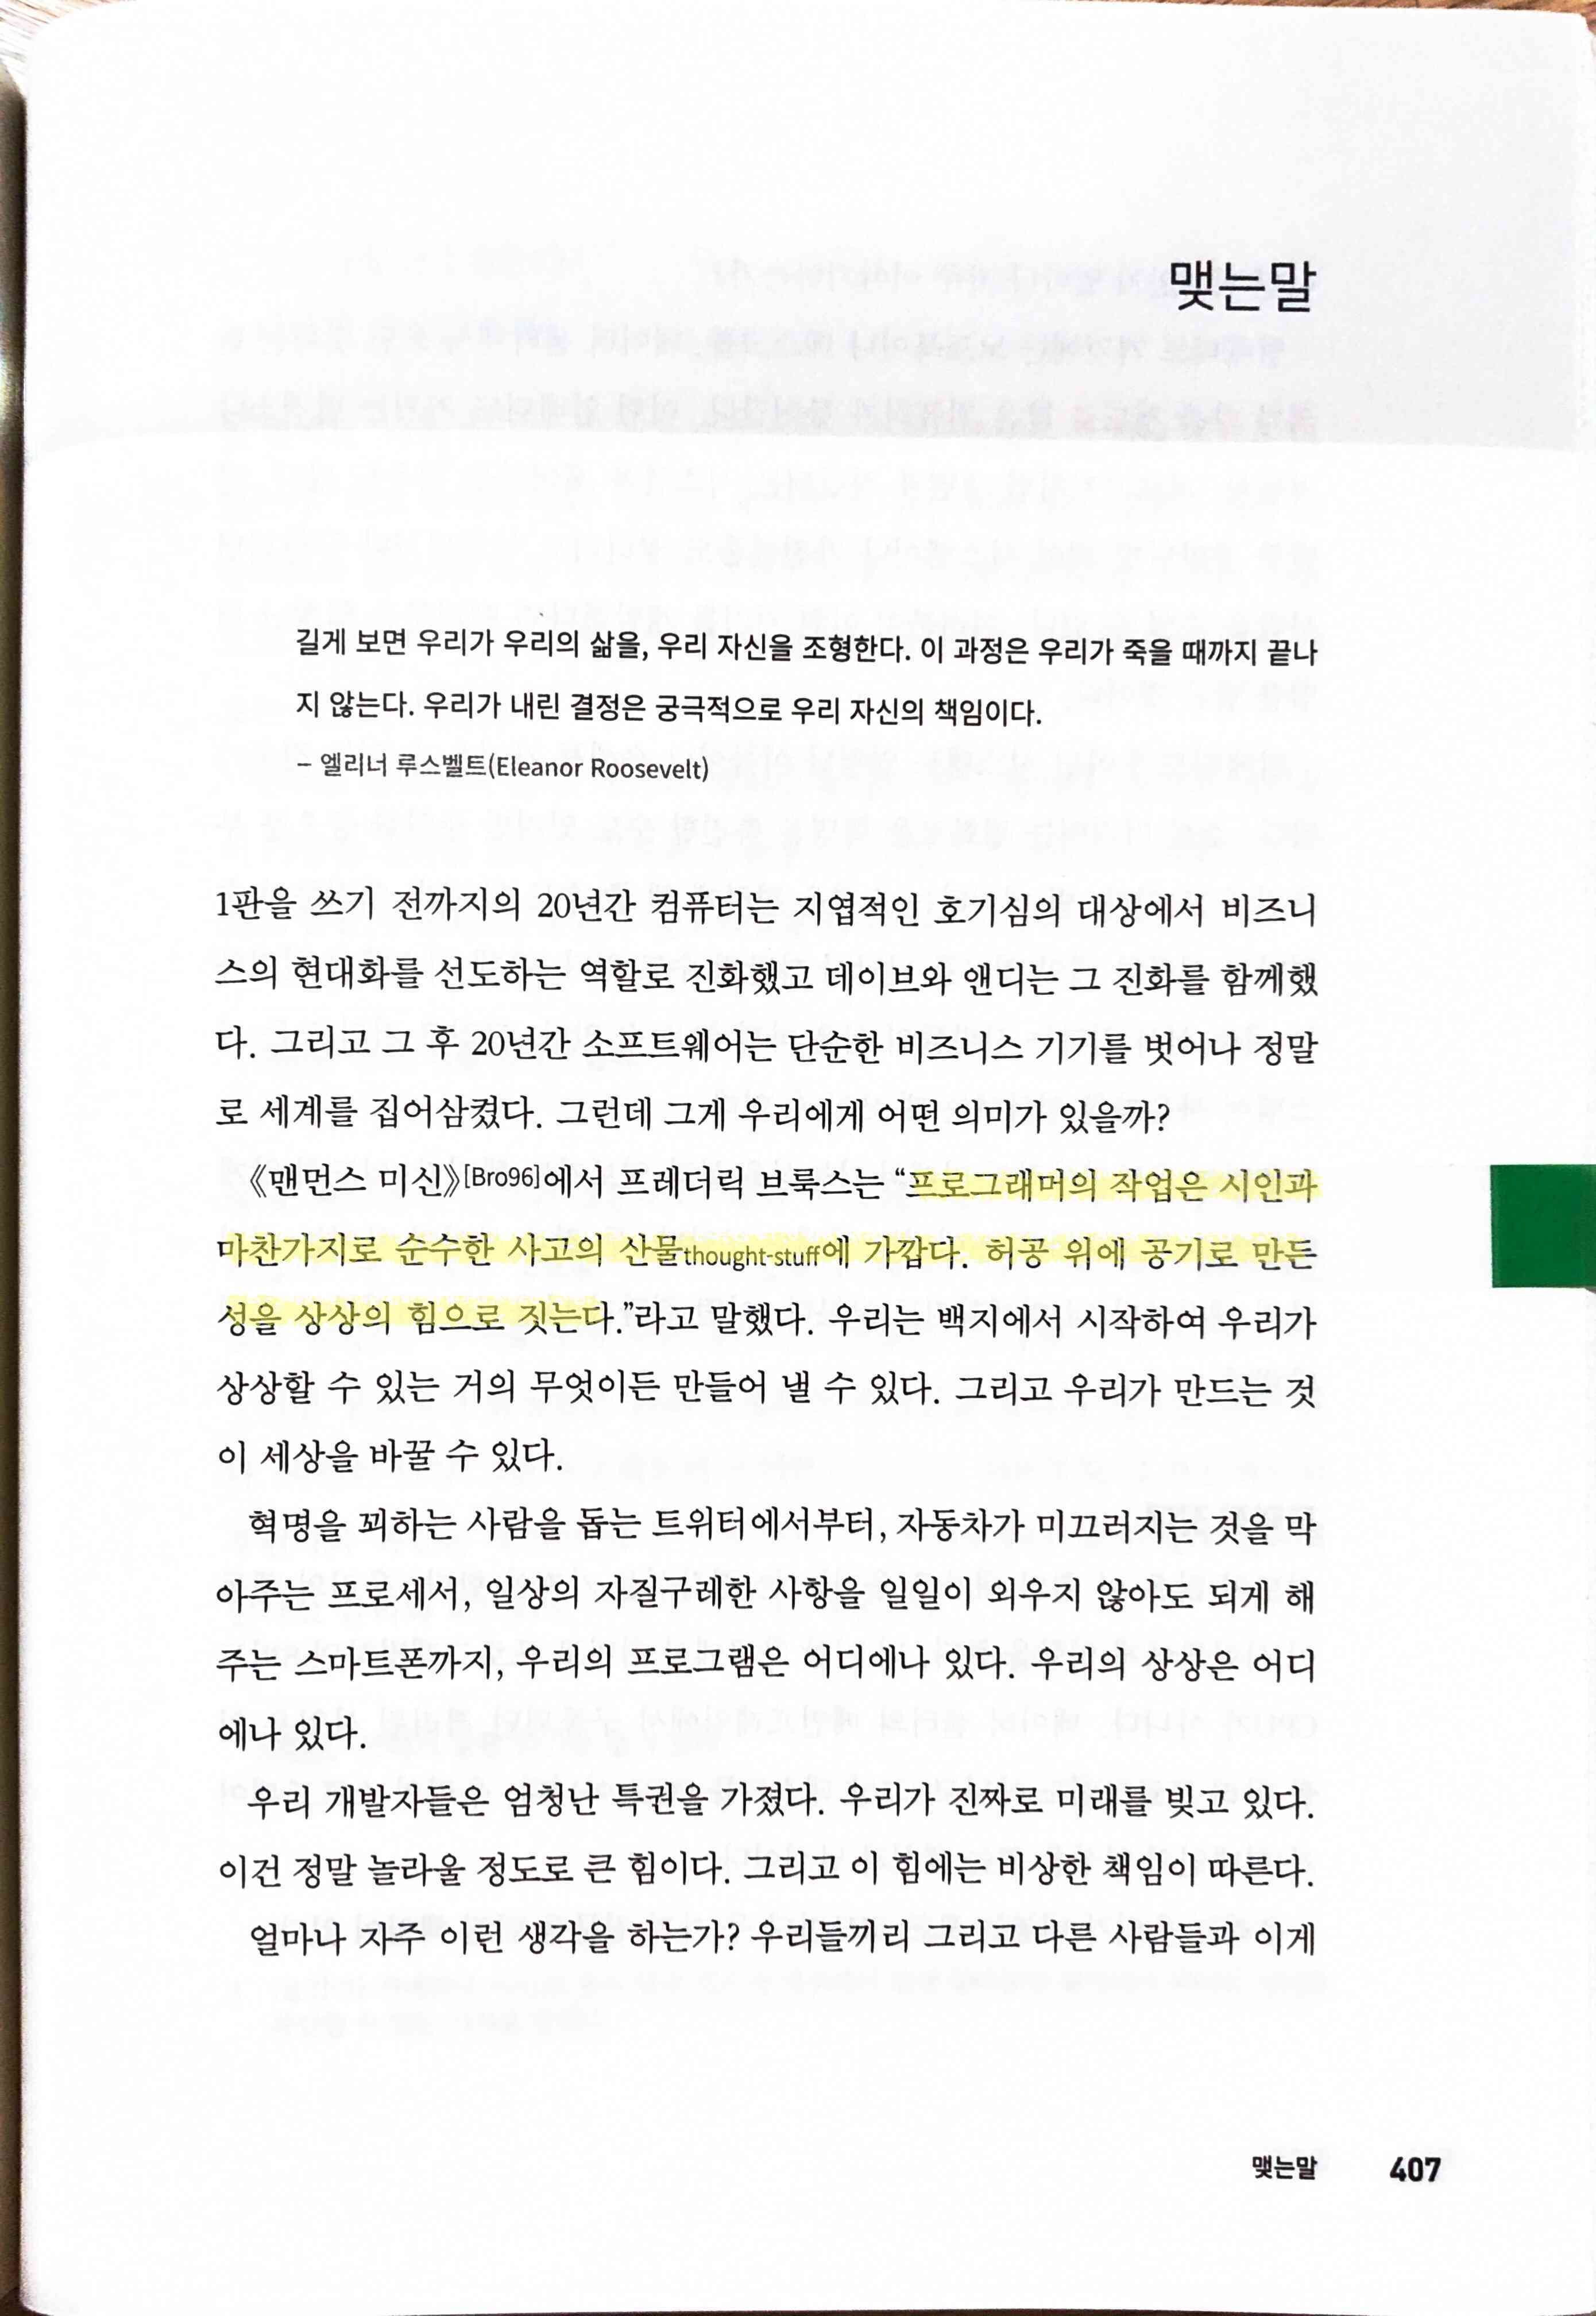 맺는말
길게 보면 우리가 우리의 삶을, 우리 자신을 조형한다. 이 과정은 우리가 죽을 때까지 끝나
지 않는다. 우리가 내린 결정은 궁극적으로 우리 자신의 책임이다.
– 엘리너 루스벨트(Eleanor Roosevelt)
1판을 쓰기 전까지의 20년간 컴퓨터는 지엽적인 호기심의 대상에서 비즈니
스의 현대화를 선도하는 역할로 진화했고 데이브와 앤디는 그 진화를 함께했
다. 그리고 그 후 20년간 소프트웨어는 단순한 비즈니스 기기를 벗어나 정말
로 세계를 집어삼켰다. 그런데 그게 우리에게 어떤 의미가 있을까?
《맨먼스 미신》[Bro96]에서 프레더릭 브룩스는 “프로그래머의 작업은 시인과
마찬가지로 순수한 사고의 산물thought-stuff에 가깝다. 허공 위에 공기로 만든
성을 상상의 힘으로 짓는다.”라고 말했다. 우리는 백지에서 시작하여 우리가
상상할 수 있는 거의 무엇이든 만들어 낼 수 있다. 그리고 우리가 만드는 것
이 세상을 바꿀 수 있다.
혁명을 꾀하는 사람을 돕는 트위터에서부터, 자동차가 미끄러지는 것을 막
아주는 프로세서, 일상의 자질구레한 사항을 일일이 외우지 않아도 되게 해
주는 스마트폰까지, 우리의 프로그램은 어디에나 있다. 우리의 상상은 어디
에나 있다.
우리 개발자들은 엄청난 특권을 가졌다. 우리가 진짜로 미래를 빚고 있다.
이건 정말 놀라울 정도로 큰 힘이다. 그리고 이 힘에는 비상한 책임이 따른다.
얼마나 자주 이런 생각을 하는가? 우리들끼리 그리고 다른 사람들과 이게
맺는말 407